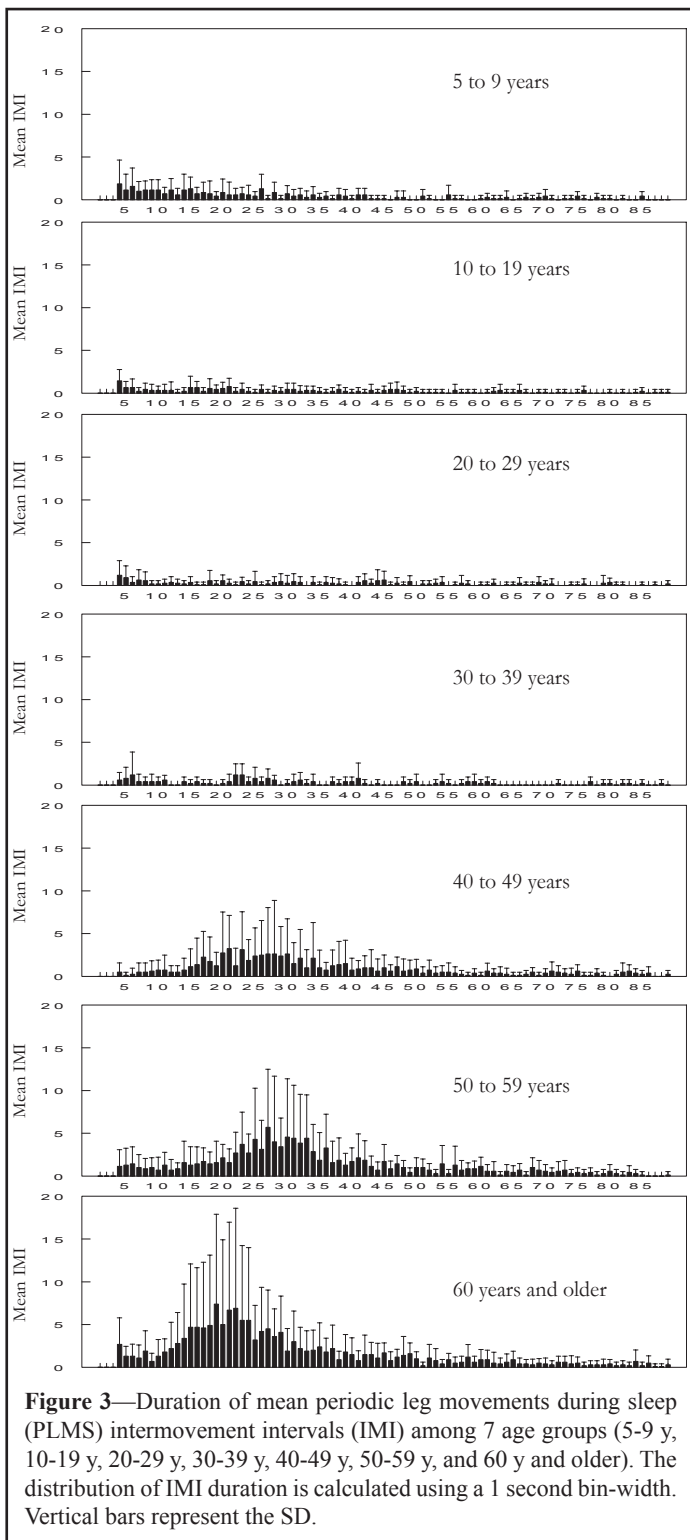 20
15
10
5
0
Mean IMI
5 to 9 years
5 10 15 20 25 30 35 40 45 50 55 60 65 70 75 80 85
20
15
10
5
0
Mean IMI
10 to 19 years
5 10 15 20 25 30 35 40 45 50 55 60 65 70 75 80 85
20
15
10
5
0
Mean IMI
20 to 29 years
5 10 15 20 25 30 35 40 45 50 55 60 65 70 75 80 85
20
15
10
5
0
Mean IMI
30 to 39 years
5 10 15 20 25 30 35 40 45 50 55 60 65 70 75 80 85
20
15
10
5
0
Mean IMI
40 to 49 years
5 10 15 20 25 30 35 40 45 50 55 60 65 70 75 80 85
20
15
10
5
0
Mean IMI
50 to 59 years
5 10 15 20 25 30 35 40 45 50 55 60 65 70 75 80 85
20
15
10
5
0
Mean IMI
60 years and older
Figure 3—Duration of mean periodic leg movements during sleep
(PLMS) intermovement intervals (IMI) among 7 age groups (5-9 y,
10-19 y, 20-29 y, 30-39 y, 40-49 y, 50-59 y, and 60 y and older). The
distribution of IMI duration is calculated using a 1 second bin-width.
Vertical bars represent the SD.